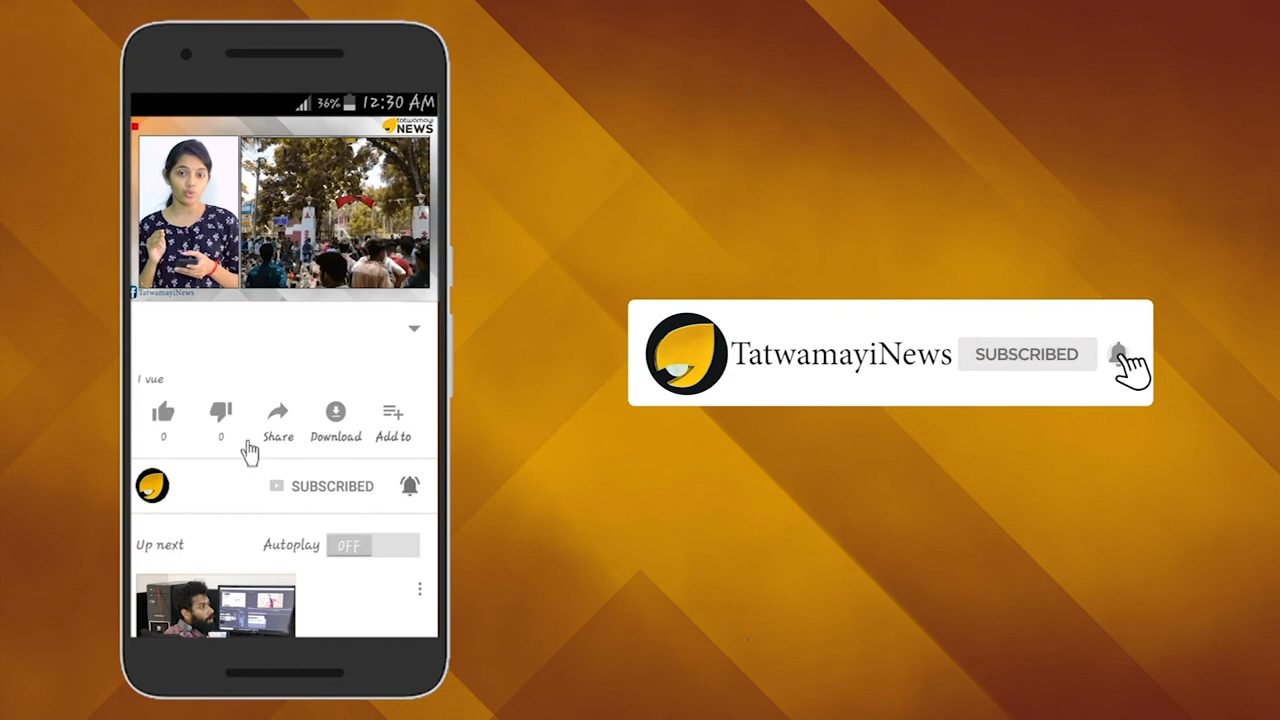 36% 12:30 AM
tatwamayi
NEWS
TatwamayiNews
1 vue
0 0 Share Download Add to
SUBSCRIBED
Up next Autoplay OFF
TatwamayiNews SUBSCRIBED